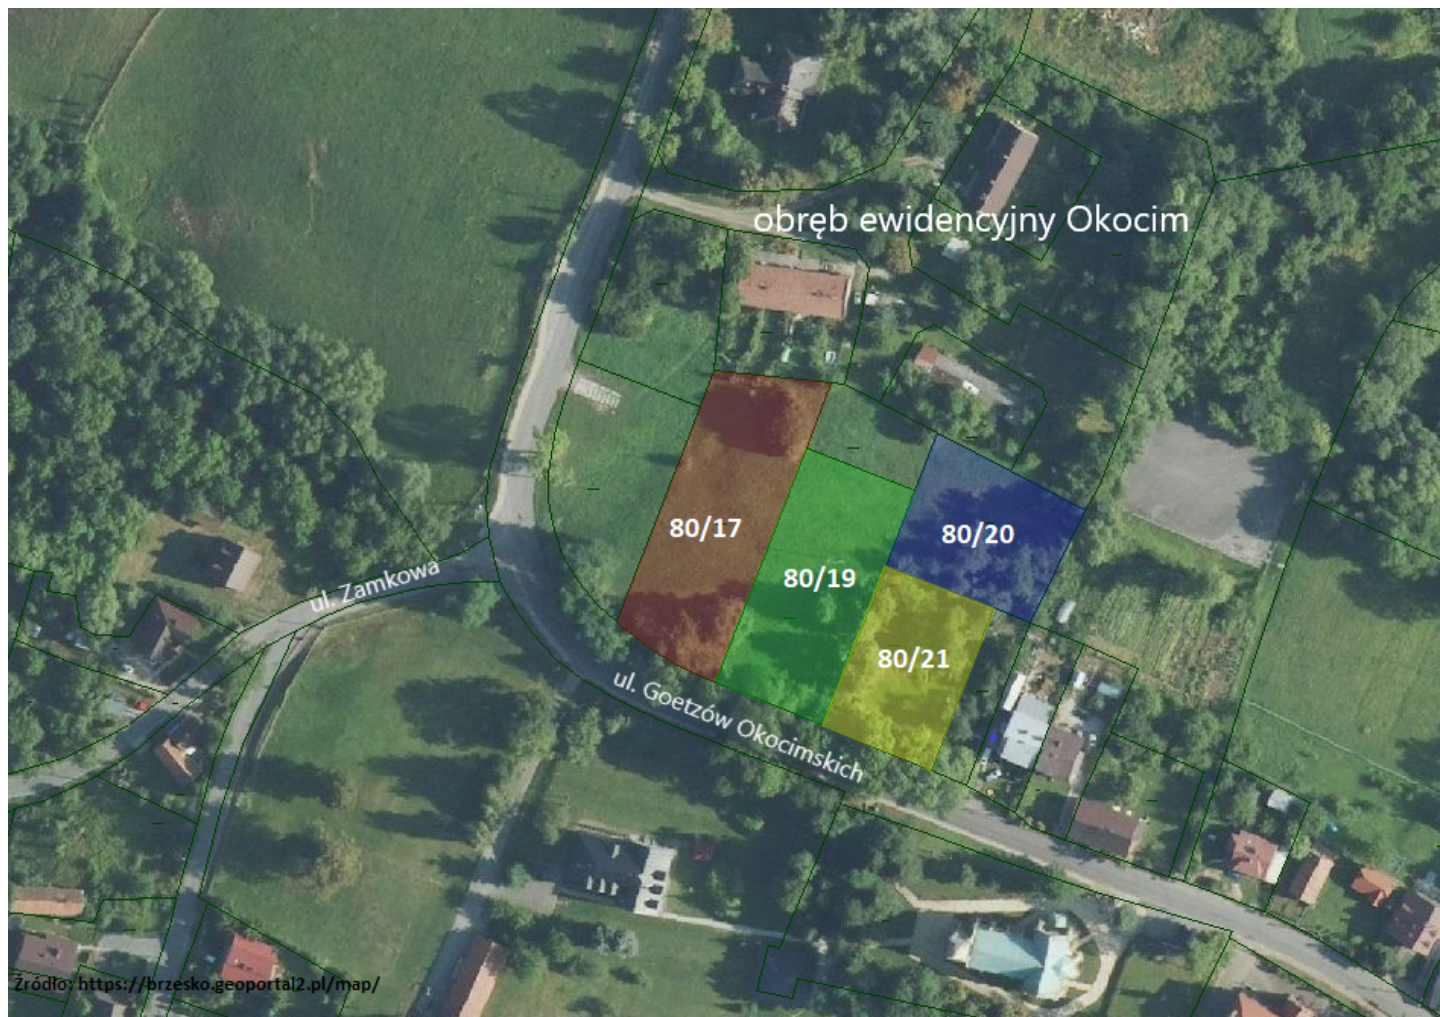 obręb ewidencyjny Okocim
80/17
80/20
80/19
ul. Zamkowa
80/21
ul. Goetzów Okocimskich
Źródło: https://brzesko.geoportal2.pl/map/